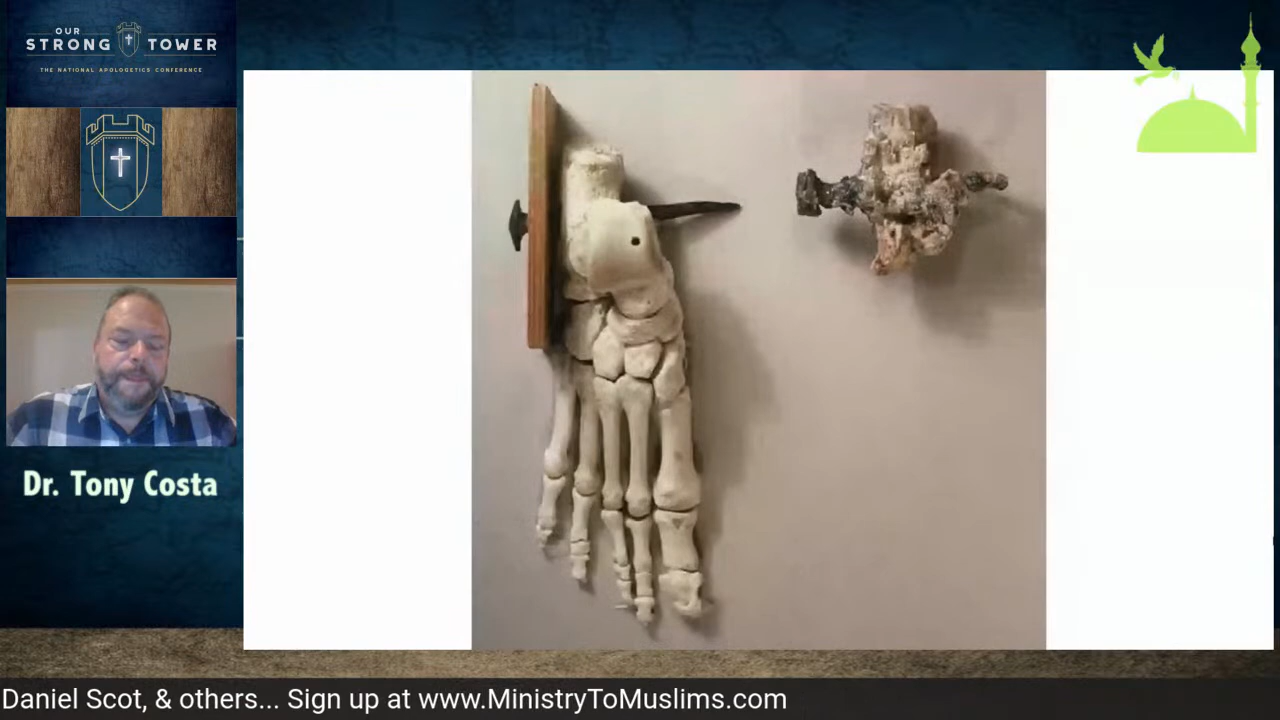 OUR
STRONG TOWER
THE NATIONAL APOLOGETICS CONFERENCE
Dr. Tony Costa
Daniel Scot, & others... Sign up at www.MinistryToMuslims.com